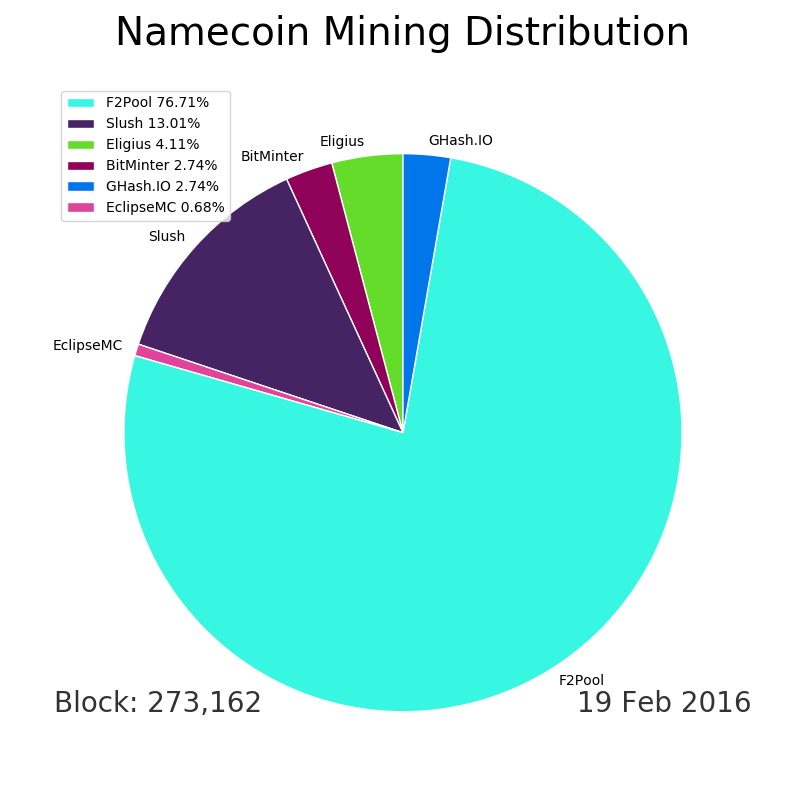 Namecoin Mining Distribution
F2Pool 76.71%
Slush 13.01%
Eligius 4.11%
BitMinter 2.74%
GHash.IO 2.74%
EclipseMC 0.68%
GHash.IO
Eligius
BitMinter
Slush
EclipseMC
F2Pool
Block: 273,162
19 Feb 2016